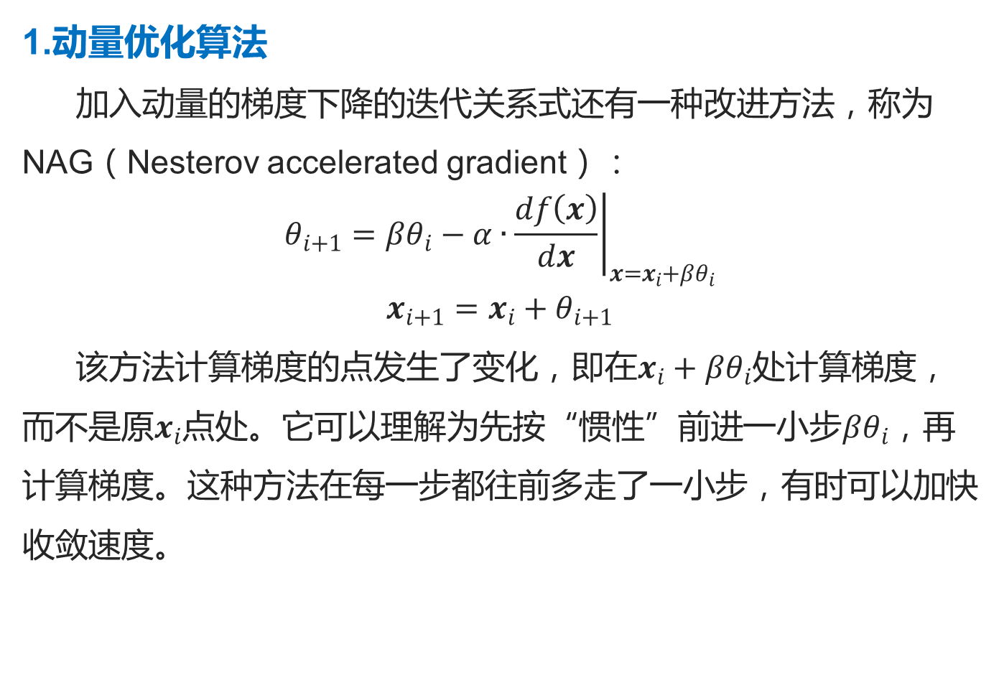 1.动量优化算法
加入动量的梯度下降的迭代关系式还有一种改进方法，称为
NAG（Nesterov accelerated gradient）：
$\theta_{i+1} = \beta\theta_i - \alpha \cdot \left.\frac{df(\boldsymbol{x})}{d\boldsymbol{x}}\right|_{\boldsymbol{x}=\boldsymbol{x}_i+\beta\theta_i}$
$\boldsymbol{x}_{i+1} = \boldsymbol{x}_i + \theta_{i+1}$
该方法计算梯度的点发生了变化，即在$\boldsymbol{x}_i + \beta\theta_i$处计算梯度，
而不是原$\boldsymbol{x}_i$点处。它可以理解为先按“惯性”前进一小步$\beta\theta_i$，再
计算梯度。这种方法在每一步都往前多走了一小步，有时可以加快
收敛速度。